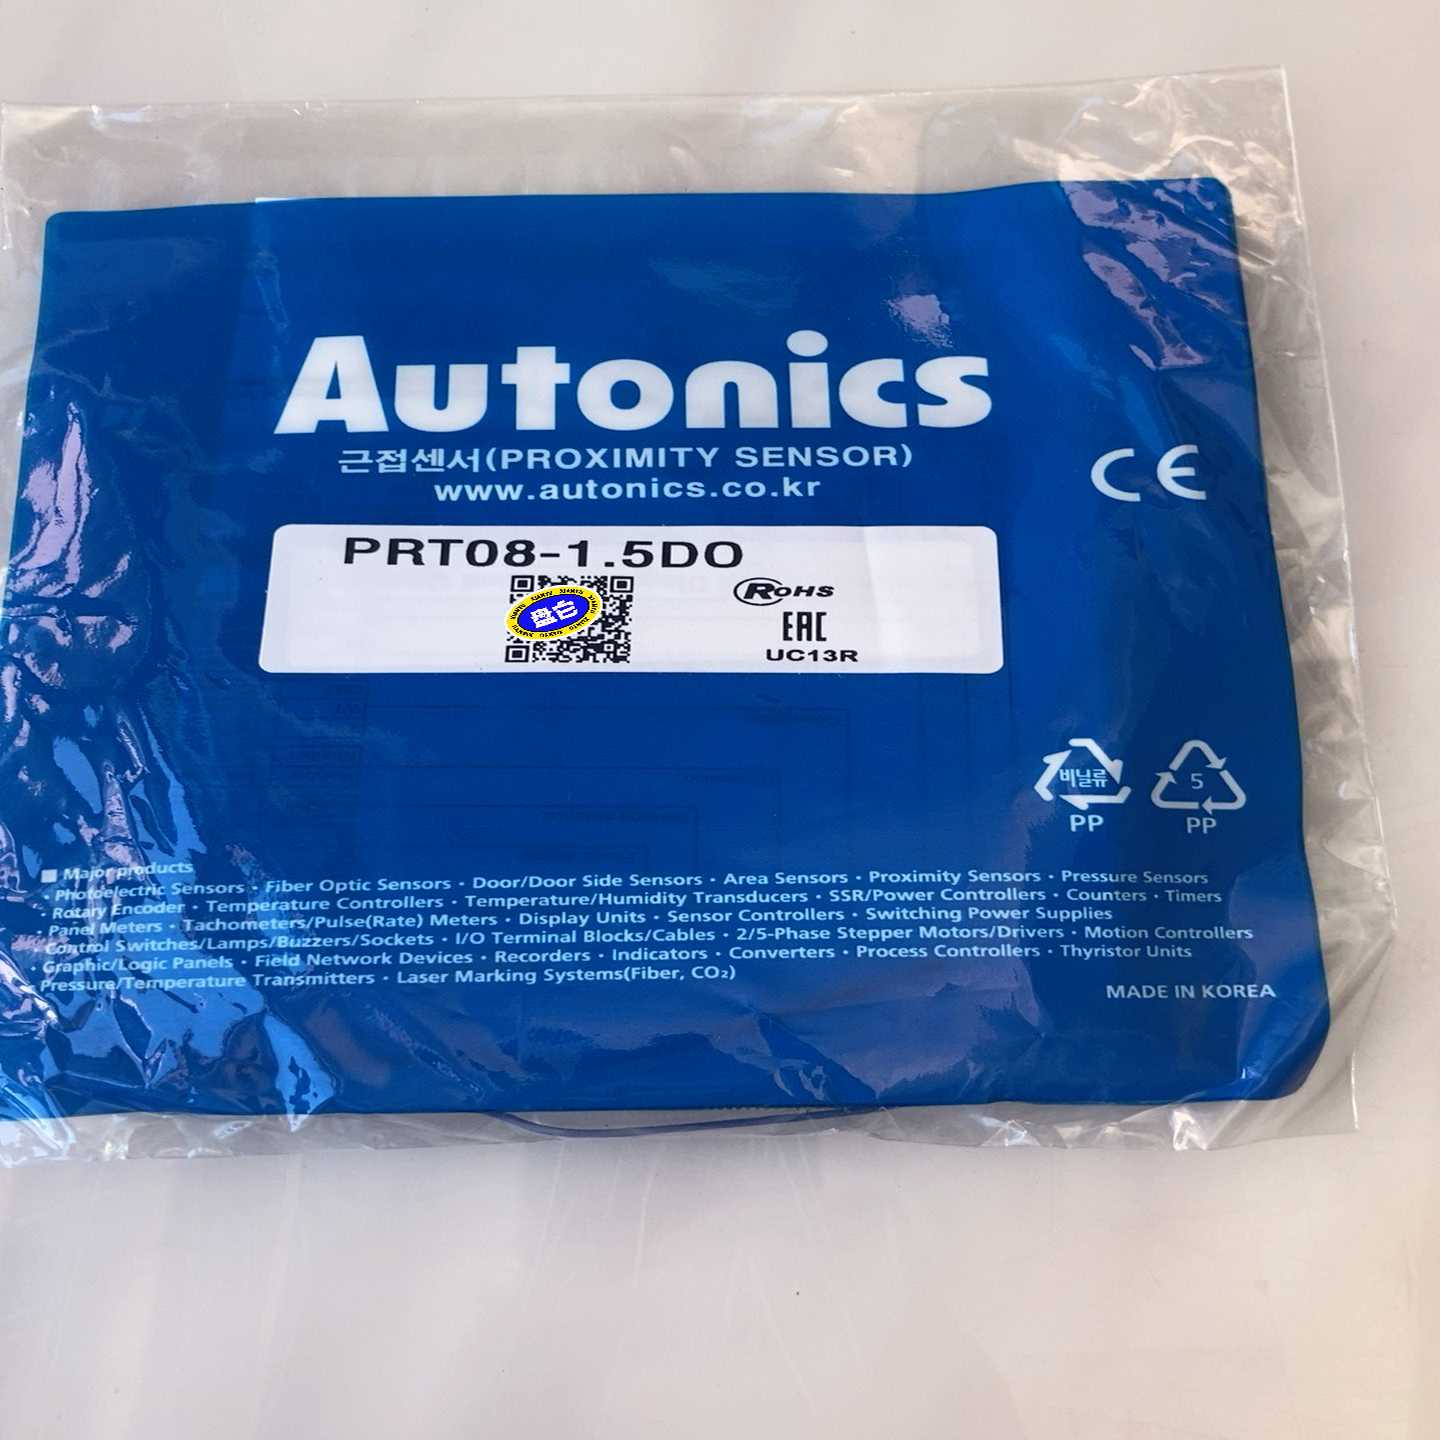 Autonics
근접센서(PROXIMITY SENSOR)
www.autonics.co.kr
CE
PRT08-1.5DO
RoHS
EAC
UC13R
盘古
비닐류
PP
5
PP
■ Major products
· Photoelectric Sensors · Fiber Optic Sensors · Door/Door Side Sensors · Area Sensors · Proximity Sensors · Pressure Sensors
· Rotary Encoder · Temperature Controllers · Temperature/Humidity Transducers · SSR/Power Controllers · Counters · Timers
· Panel Meters · Tachometers/Pulse(Rate) Meters · Display Units · Sensor Controllers · Switching Power Supplies
· Control Switches/Lamps/Buzzers/Sockets · I/O Terminal Blocks/Cables · 2/5-Phase Stepper Motors/Drivers · Motion Controllers
· Graphic/Logic Panels · Field Network Devices · Recorders · Indicators · Converters · Process Controllers · Thyristor Units
· Pressure/Temperature Transmitters · Laser Marking Systems(Fiber, CO₂)
MADE IN KOREA